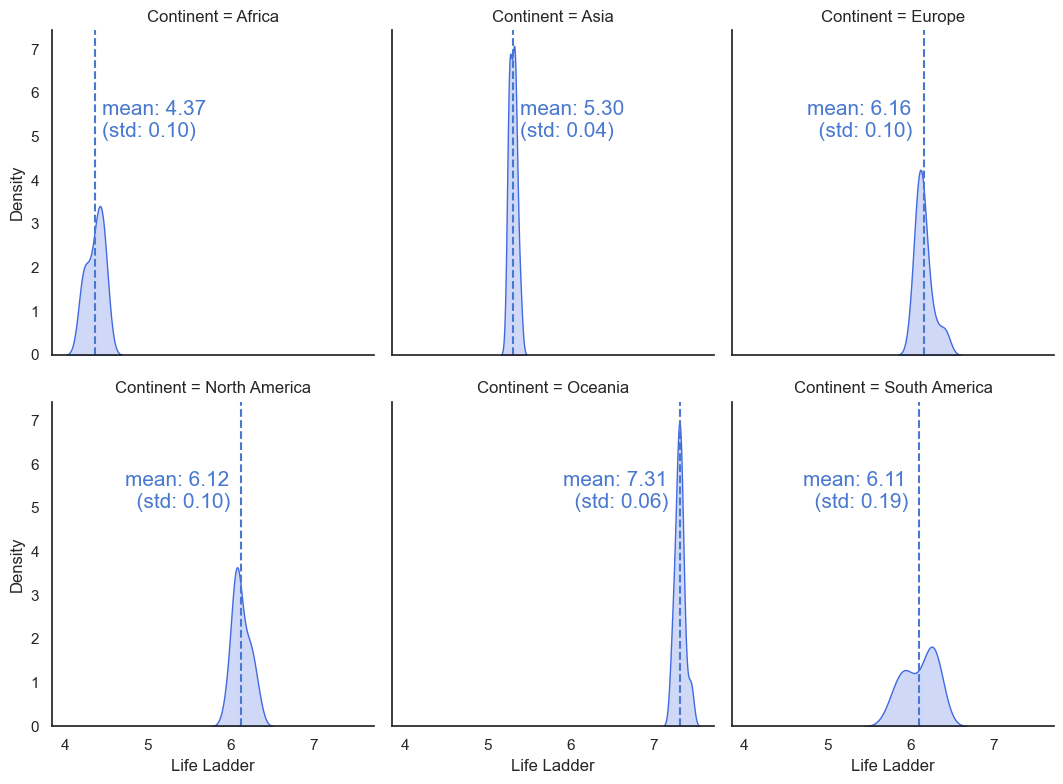 Continent = Africa
Continent = Asia
Continent = Europe
7
6
5
4
3
2
1
0
Density
mean: 4.37
(std: 0.10)
mean: 5.30
(std: 0.04)
mean: 6.16
(std: 0.10)
Continent = North America
Continent = Oceania
Continent = South America
7
6
5
4
3
2
1
0
Density
mean: 6.12
(std: 0.10)
mean: 7.31
(std: 0.06)
mean: 6.11
(std: 0.19)
4 5 6 7
4 5 6 7
4 5 6 7
Life Ladder
Life Ladder
Life Ladder